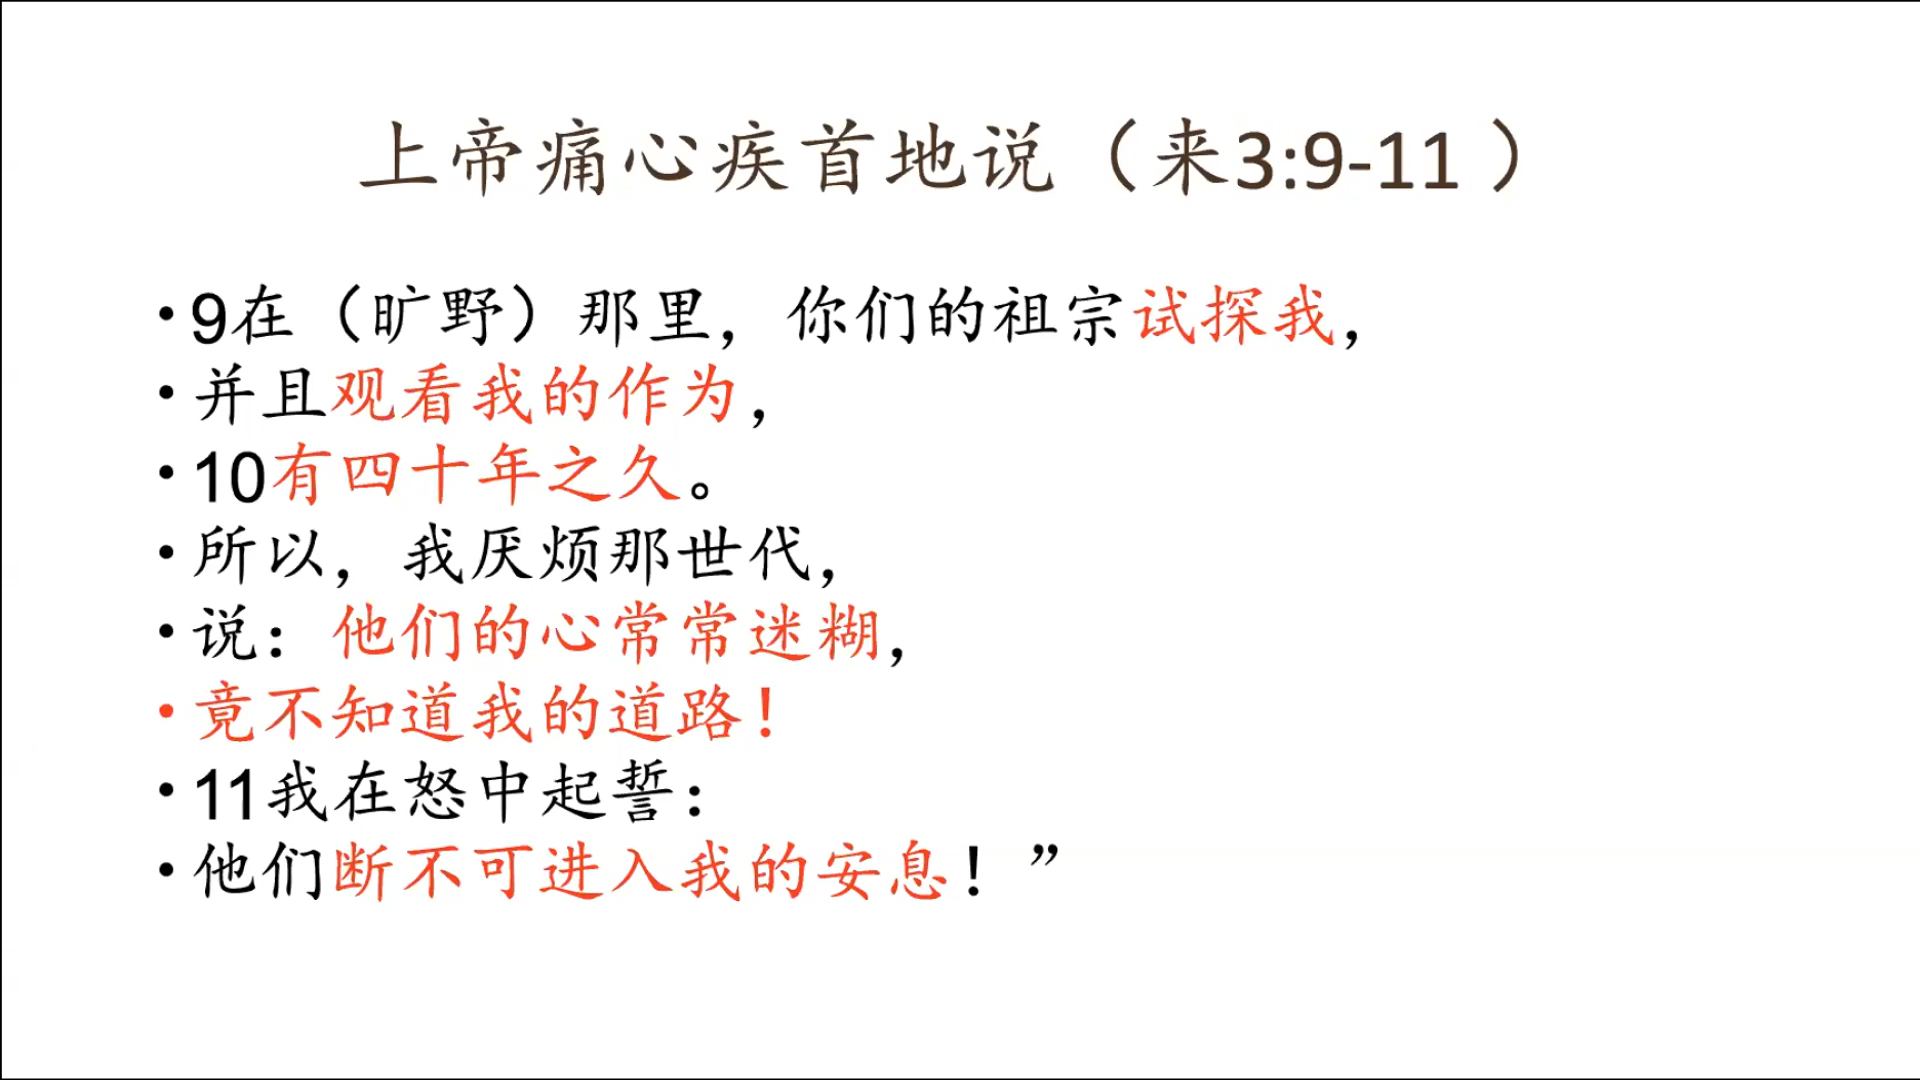 上帝痛心疾首地说（来3:9-11 ）
•9在（旷野）那里，你们的祖宗试探我，
•并且观看我的作为，
•10有四十年之久。
•所以，我厌烦那世代，
•说：他们的心常常迷糊，
•竟不知道我的道路！
•11我在怒中起誓：
•他们断不可进入我的安息！”